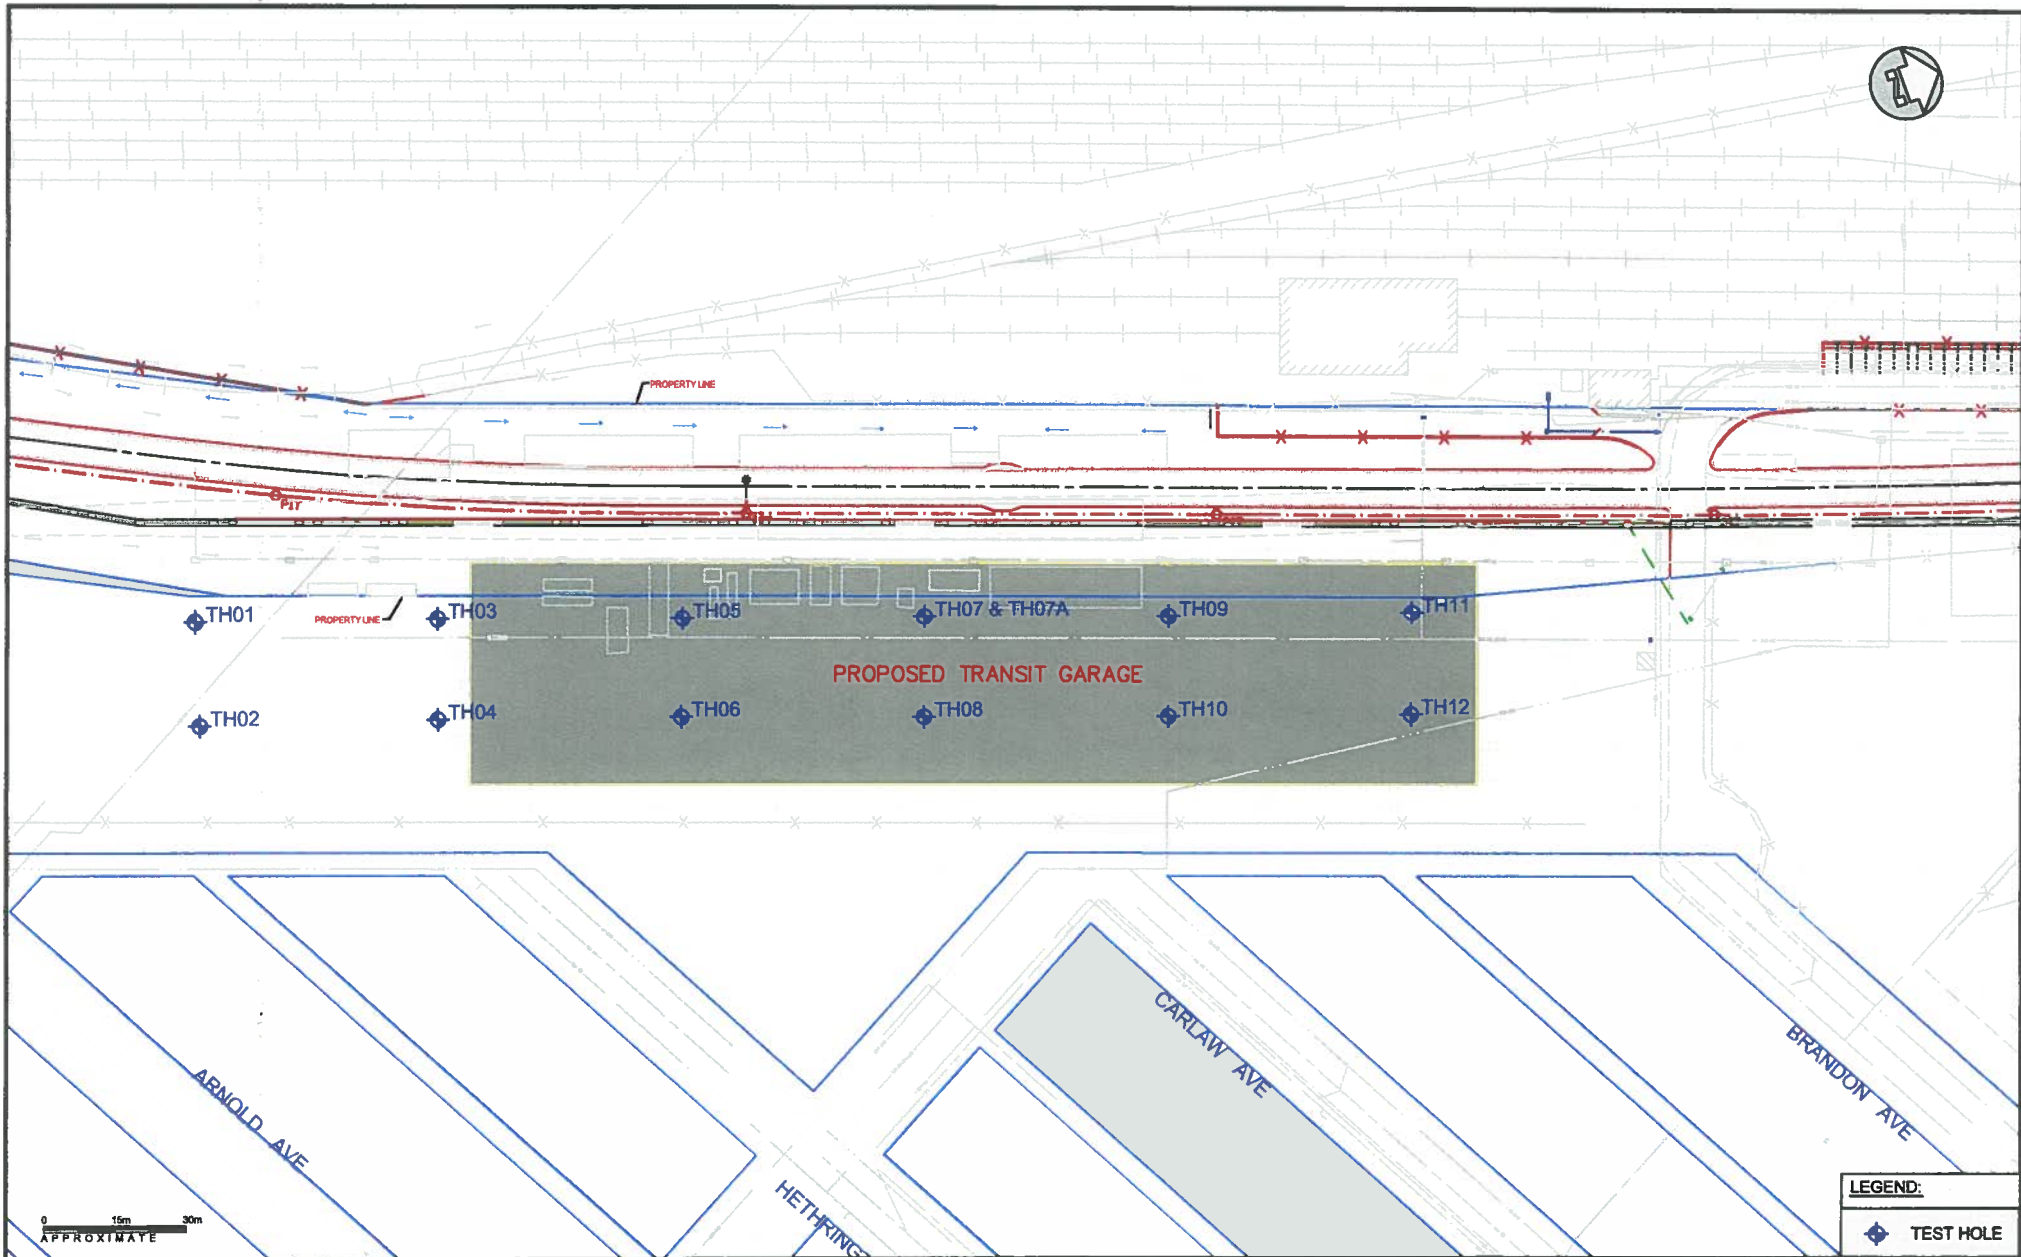 PROPERTY LINE
PIT
TH01
PROPERTY LINE
TH03
TH05
TH07 & TH07A
TH09
TH11
PROPOSED TRANSIT GARAGE
TH02
TH04
TH06
TH08
TH10
TH12
CARLAW AVE
BRANDON AVE
ARNOLD AVE
0 15m 30m
APPROXIMATE
LEGEND:
TEST HOLE